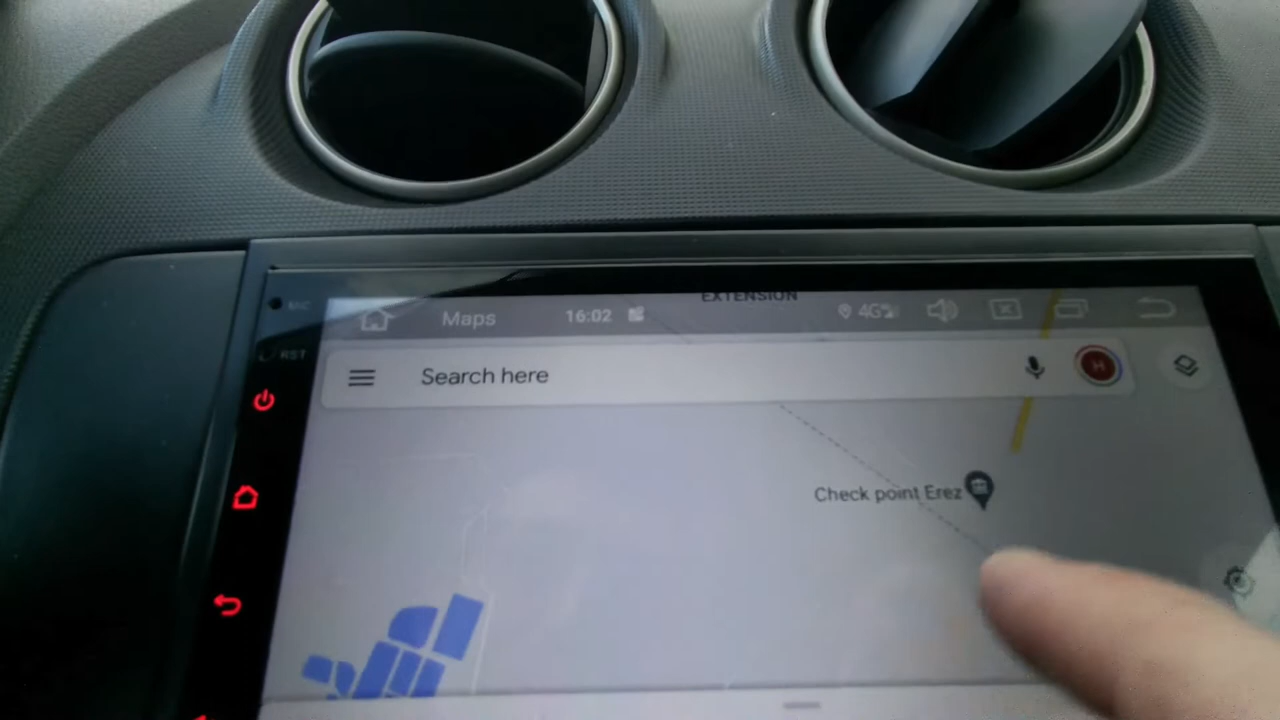 EXTENSION
Maps 16:02 4G
MIC
RST
Search here H
Check point Erez